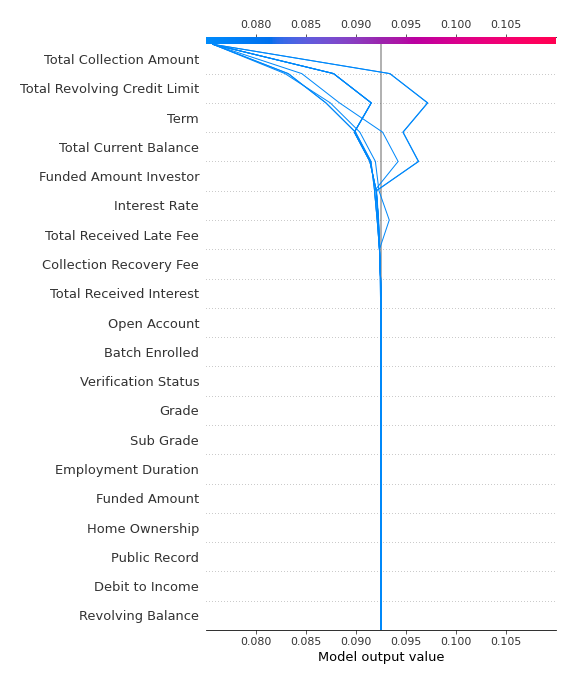 0.080 0.085 0.090 0.095 0.100 0.105
Total Collection Amount
Total Revolving Credit Limit
Term
Total Current Balance
Funded Amount Investor
Interest Rate
Total Received Late Fee
Collection Recovery Fee
Total Received Interest
Open Account
Batch Enrolled
Verification Status
Grade
Sub Grade
Employment Duration
Funded Amount
Home Ownership
Public Record
Debit to Income
Revolving Balance
0.080 0.085 0.090 0.095 0.100 0.105
Model output value